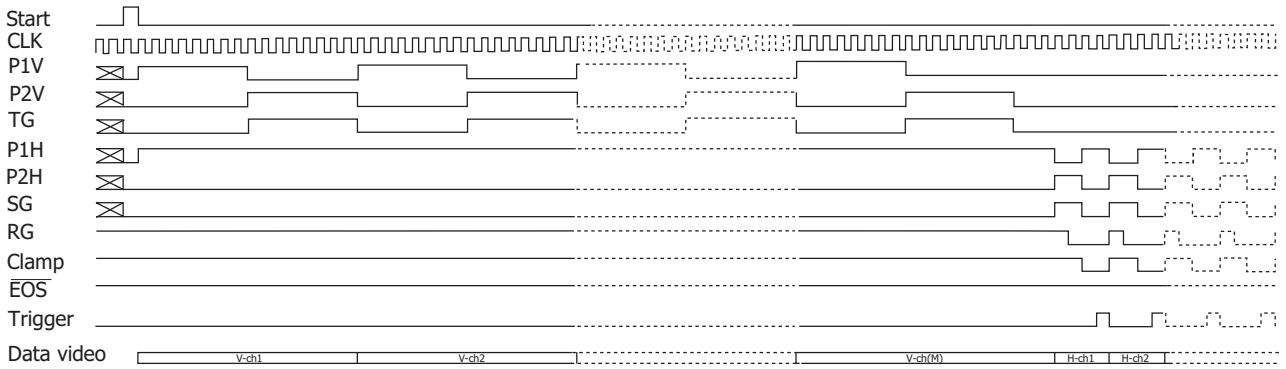 Start
CLK
P1V
P2V
TG
P1H
P2H
SG
RG
Clamp
EOS
Trigger
Data video V-ch1 V-ch2 V-ch(M) H-ch1 H-ch2